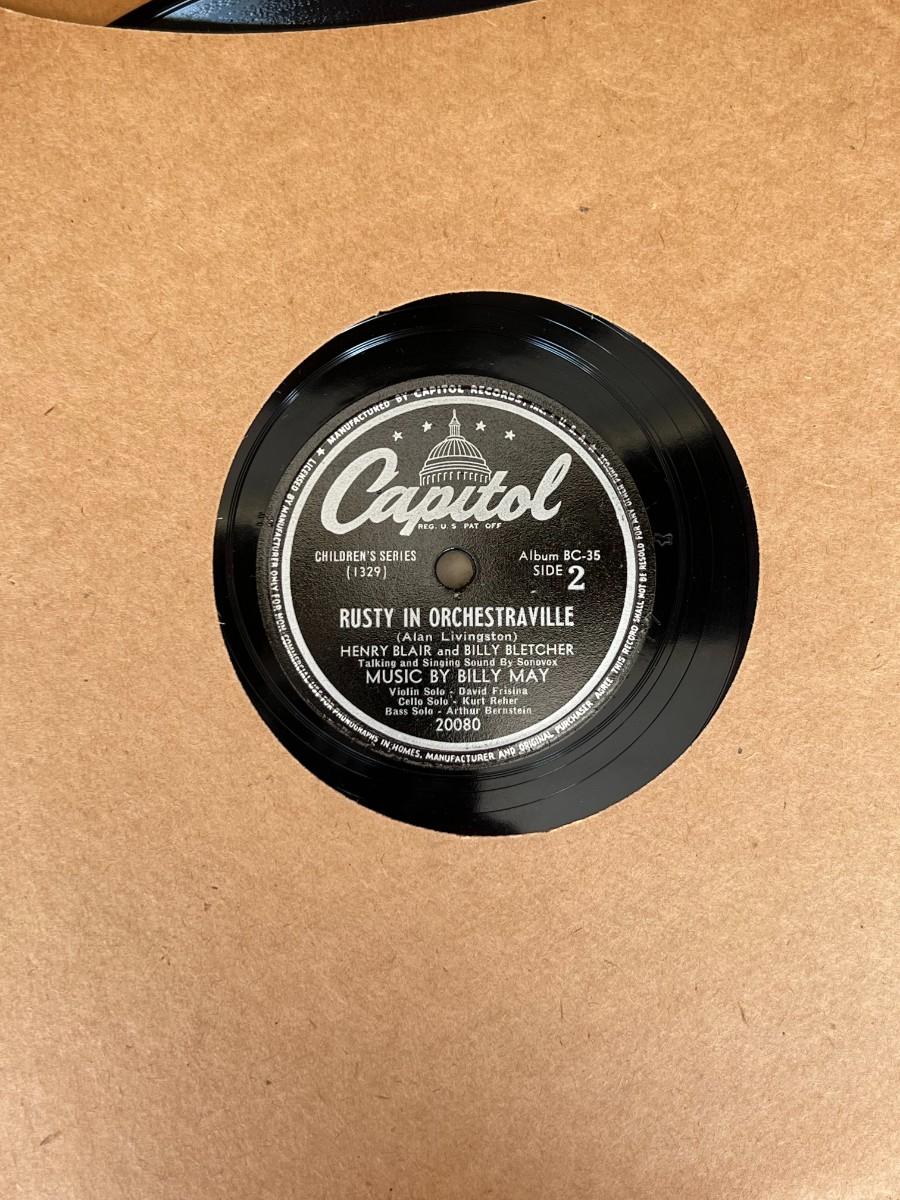 ★ MANUFACTURED BY CAPITOL RECORDS, INC. U.S.A. ★
Capitol
REG. U.S. PAT. OFF
CHILDREN'S SERIES
(1329)
Album BC-35
SIDE 2
RUSTY IN ORCHESTRAVILLE
(Alan Livingston)
HENRY BLAIR and BILLY BLETCHER
Talking and Singing Sound By Sonovox
MUSIC BY BILLY MAY
Violin Solo - David Frisina
Cello Solo - Kurt Reher
Bass Solo - Arthur Bernstein
20080
LICENSED BY MANUFACTURER ONLY FOR NON-COMMERCIAL USE FOR PHONOGRAPHS IN HOMES. MANUFACTURER AND ORIGINAL PURCHASER AGREE THIS RECORD SHALL NOT BE RESOLD FOR ANY OTHER PURPOSE